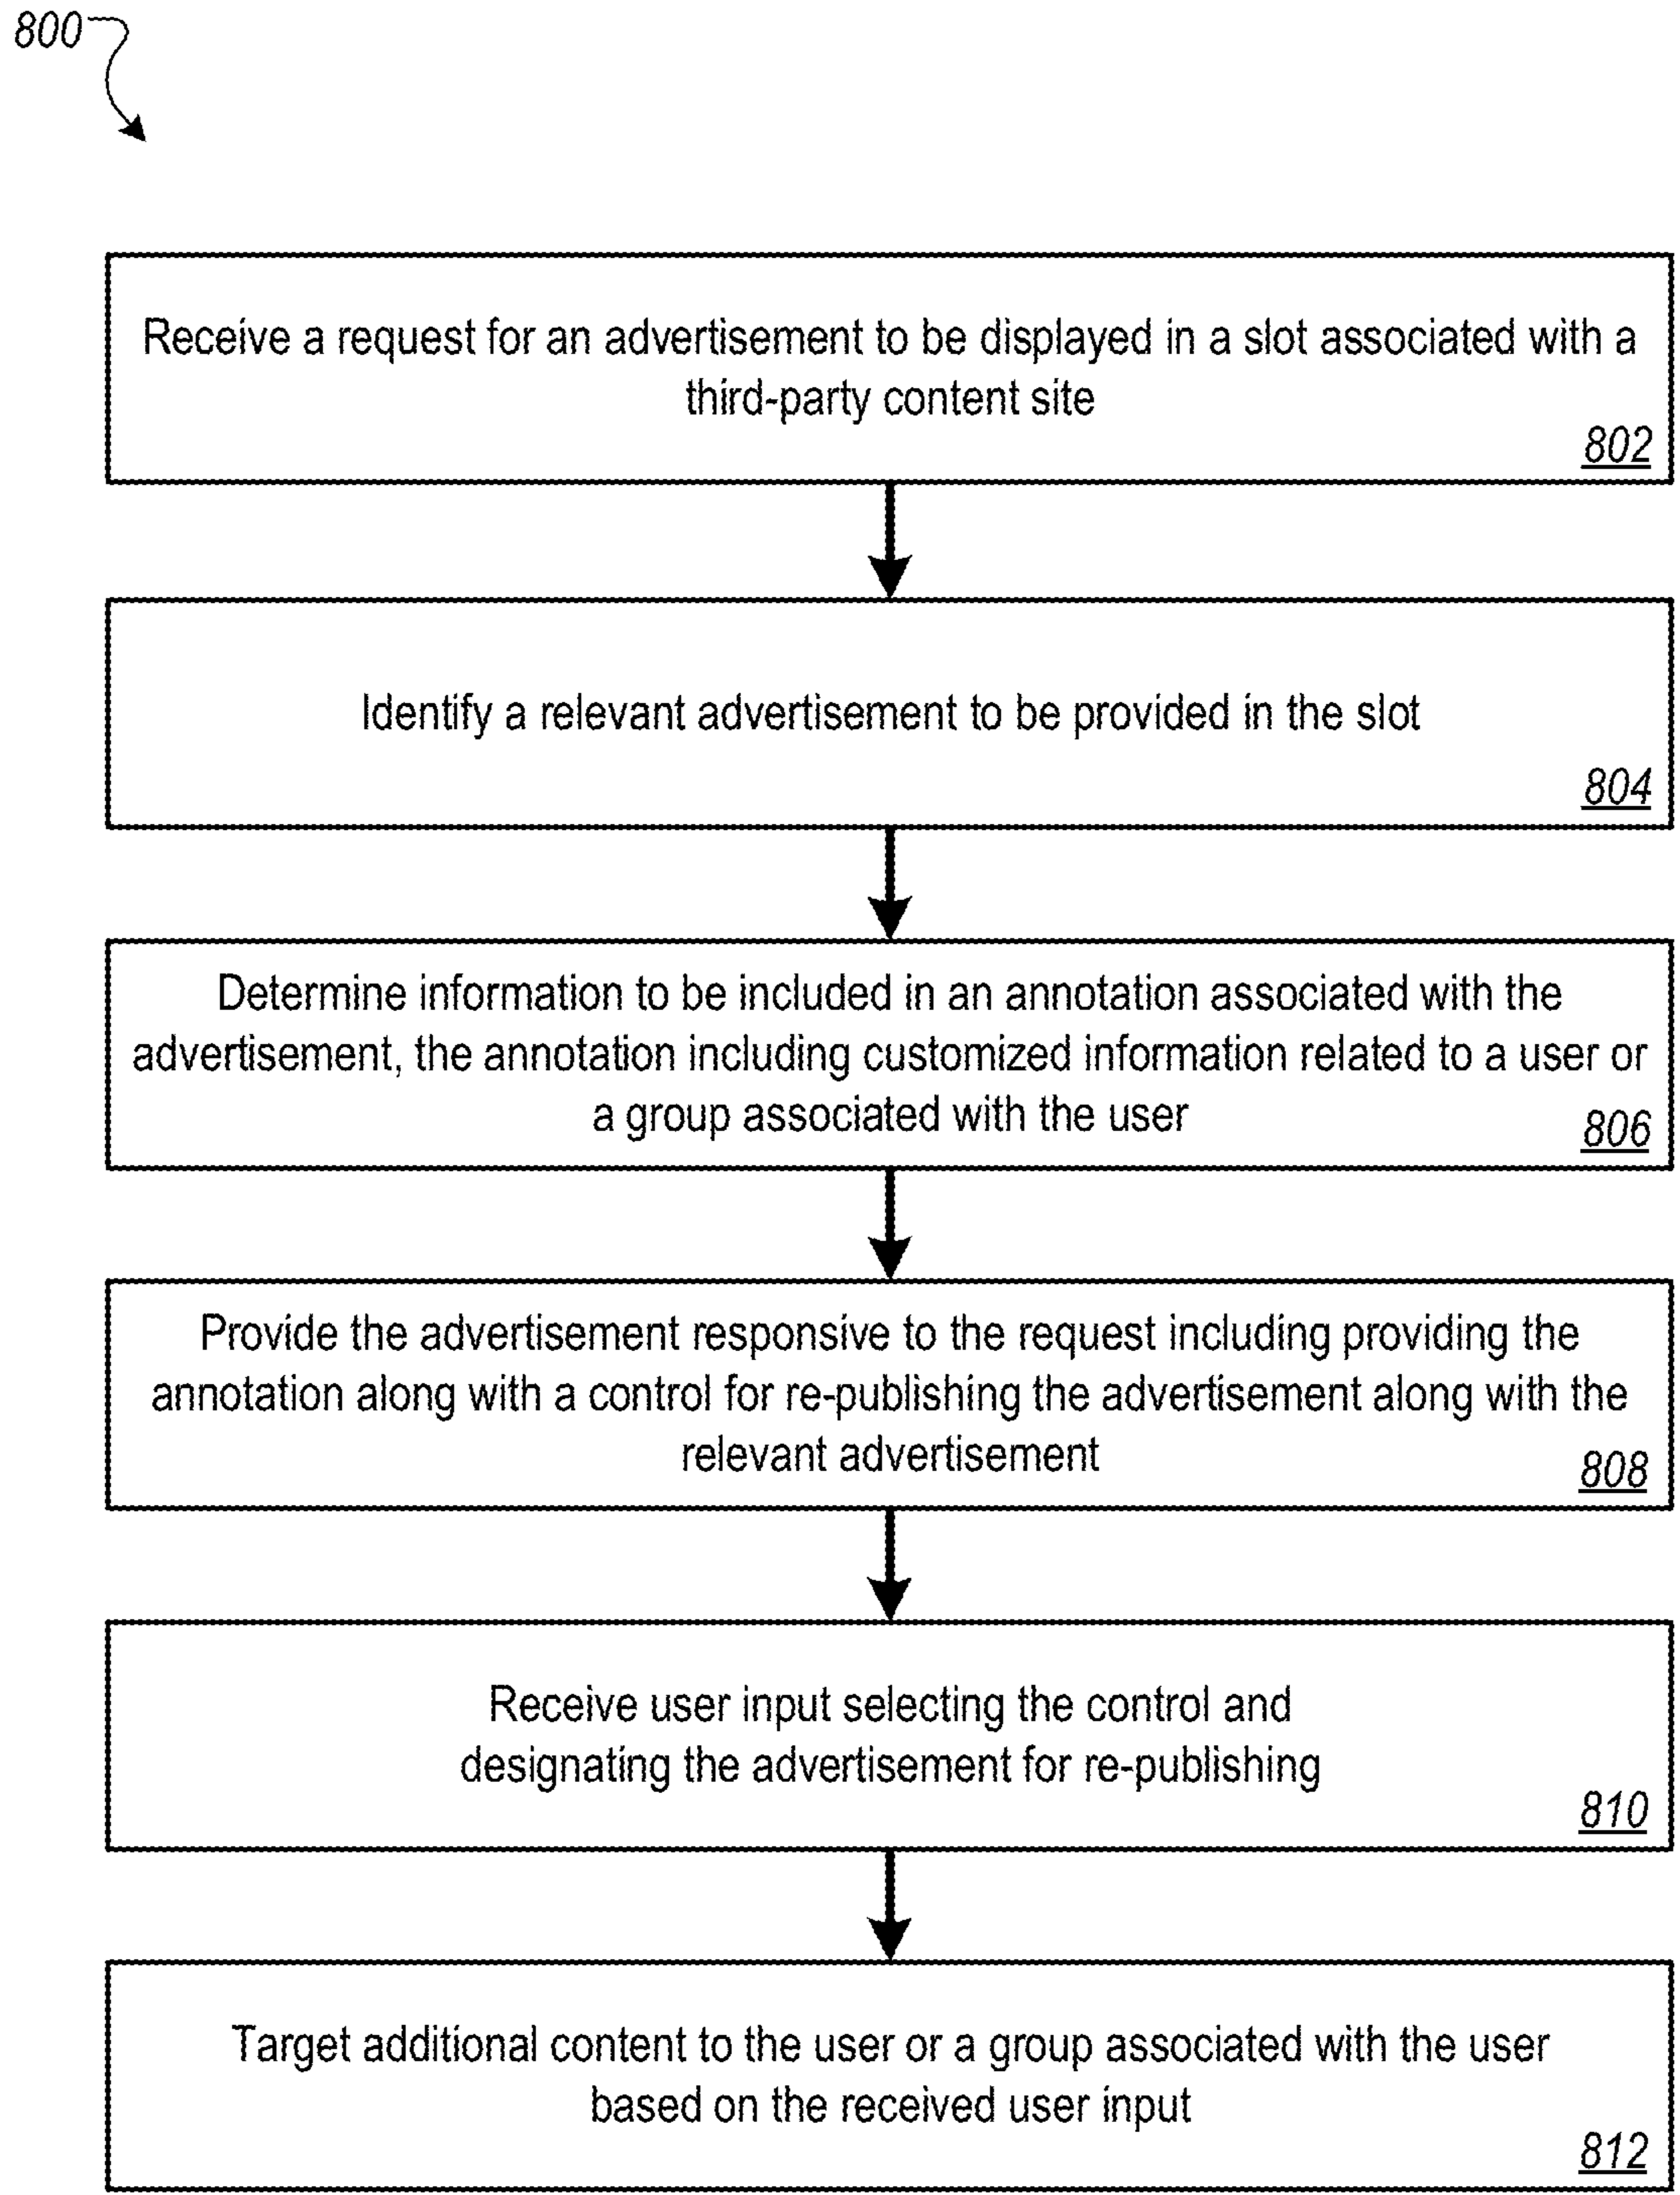 800
Receive a request for an advertisement to be displayed in a slot associated with a
third-party content site
802
Identify a relevant advertisement to be provided in the slot
804
Determine information to be included in an annotation associated with the
advertisement, the annotation including customized information related to a user or
a group associated with the user
806
Provide the advertisement responsive to the request including providing the
annotation along with a control for re-publishing the advertisement along with the
relevant advertisement
808
Receive user input selecting the control and
designating the advertisement for re-publishing
810
Target additional content to the user or a group associated with the user
based on the received user input
812